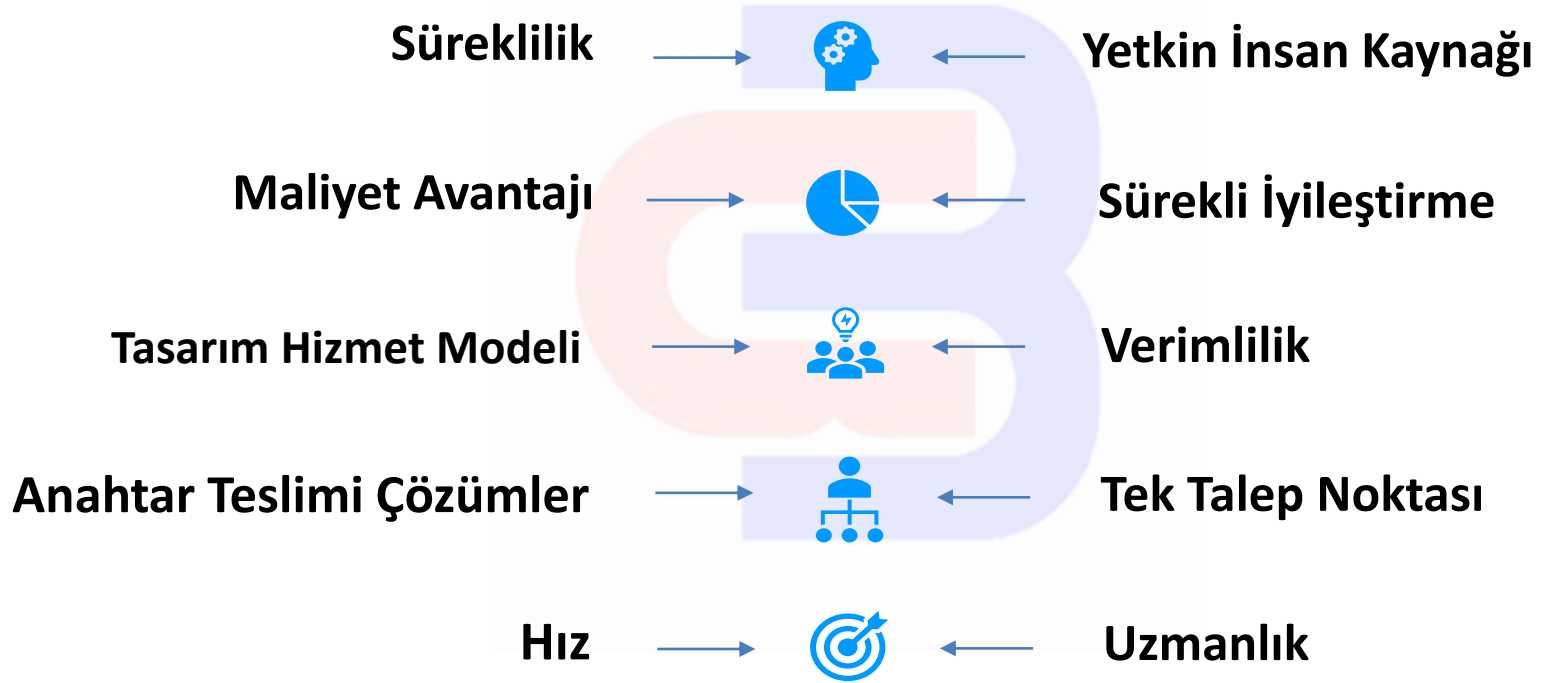 Süreklilik
Yetkin İnsan Kaynağı
Maliyet Avantajı
Sürekli İyileştirme
Tasarım Hizmet Modeli
Verimlilik
Anahtar Teslimi Çözümler
Tek Talep Noktası
Hız
Uzmanlık